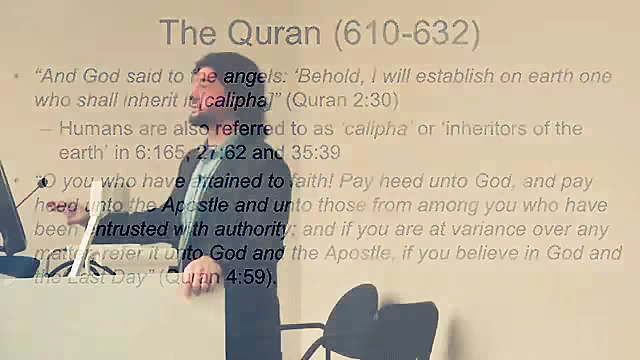 The Quran (610-632)
• “And God said to the angels: ‘Behold, I will establish on earth one
who shall inherit it [calipha]” (Quran 2:30)
– Humans are also referred to as ‘calipha’ or ‘inheritors of the
earth’ in 6:165, 27:62 and 35:39
• “O you who have attained to faith! Pay heed unto God, and pay
heed unto the Apostle and unto those from among you who have
been entrusted with authority; and if you are at variance over any
matter, refer it unto God and the Apostle, if you believe in God and
the Last Day” (Quran 4:59).